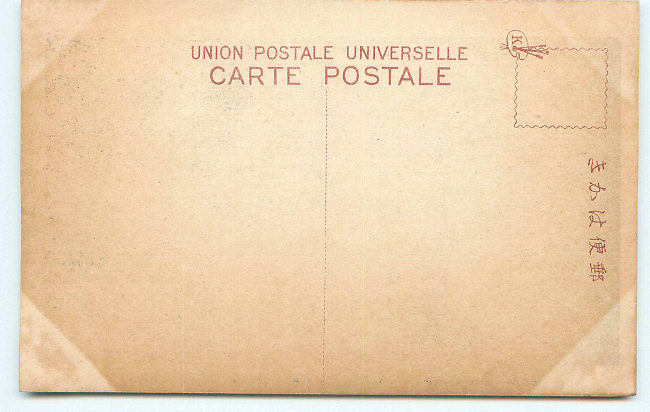 UNION POSTALE UNIVERSELLE
CARTE POSTALE
K
郵便はかき